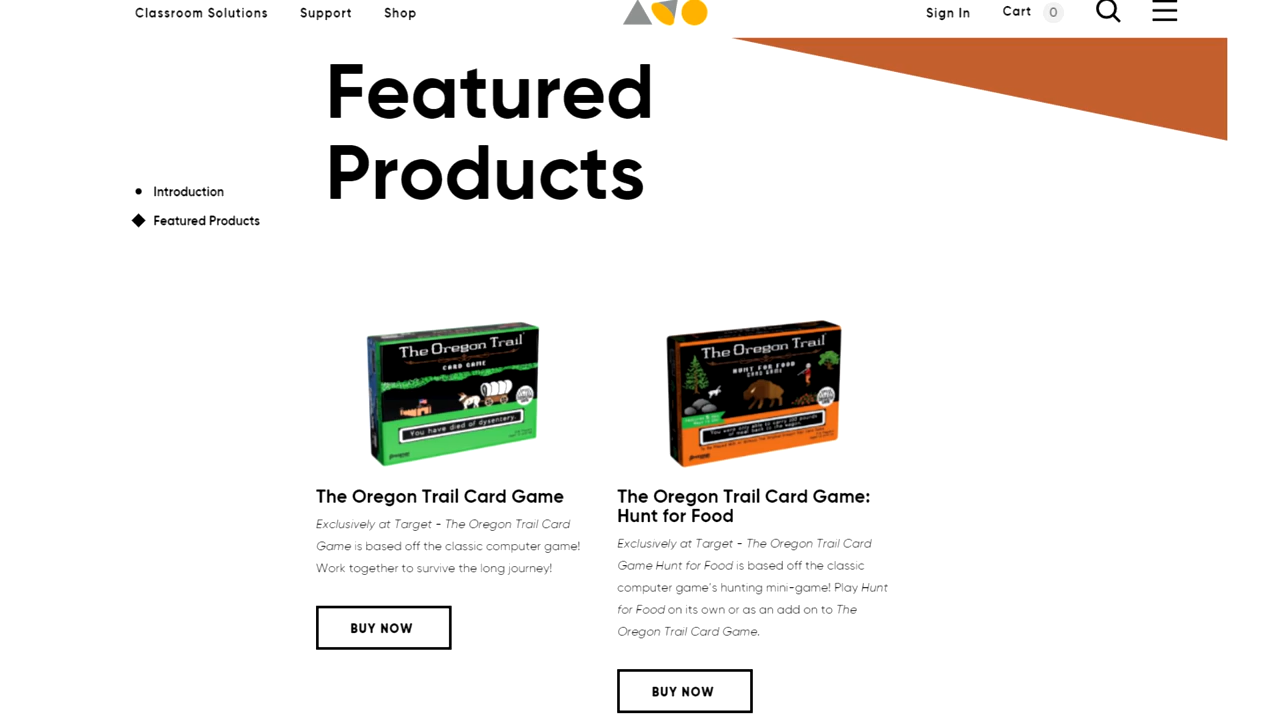 Classroom Solutions Support Shop Sign In Cart 0
Featured
Products
Introduction
Featured Products
The Oregon Trail
CARD GAME
You have died of dysentery.
The Oregon Trail
HUNT FOR FOOD
CARD GAME
The Oregon Trail Card Game
Exclusively at Target - The Oregon Trail Card
Game is based off the classic computer game!
Work together to survive the long journey!
BUY NOW
The Oregon Trail Card Game:
Hunt for Food
Exclusively at Target - The Oregon Trail Card
Game Hunt for Food is based off the classic
computer game's hunting mini-game! Play Hunt
for Food on its own or as an add on to The
Oregon Trail Card Game.
BUY NOW